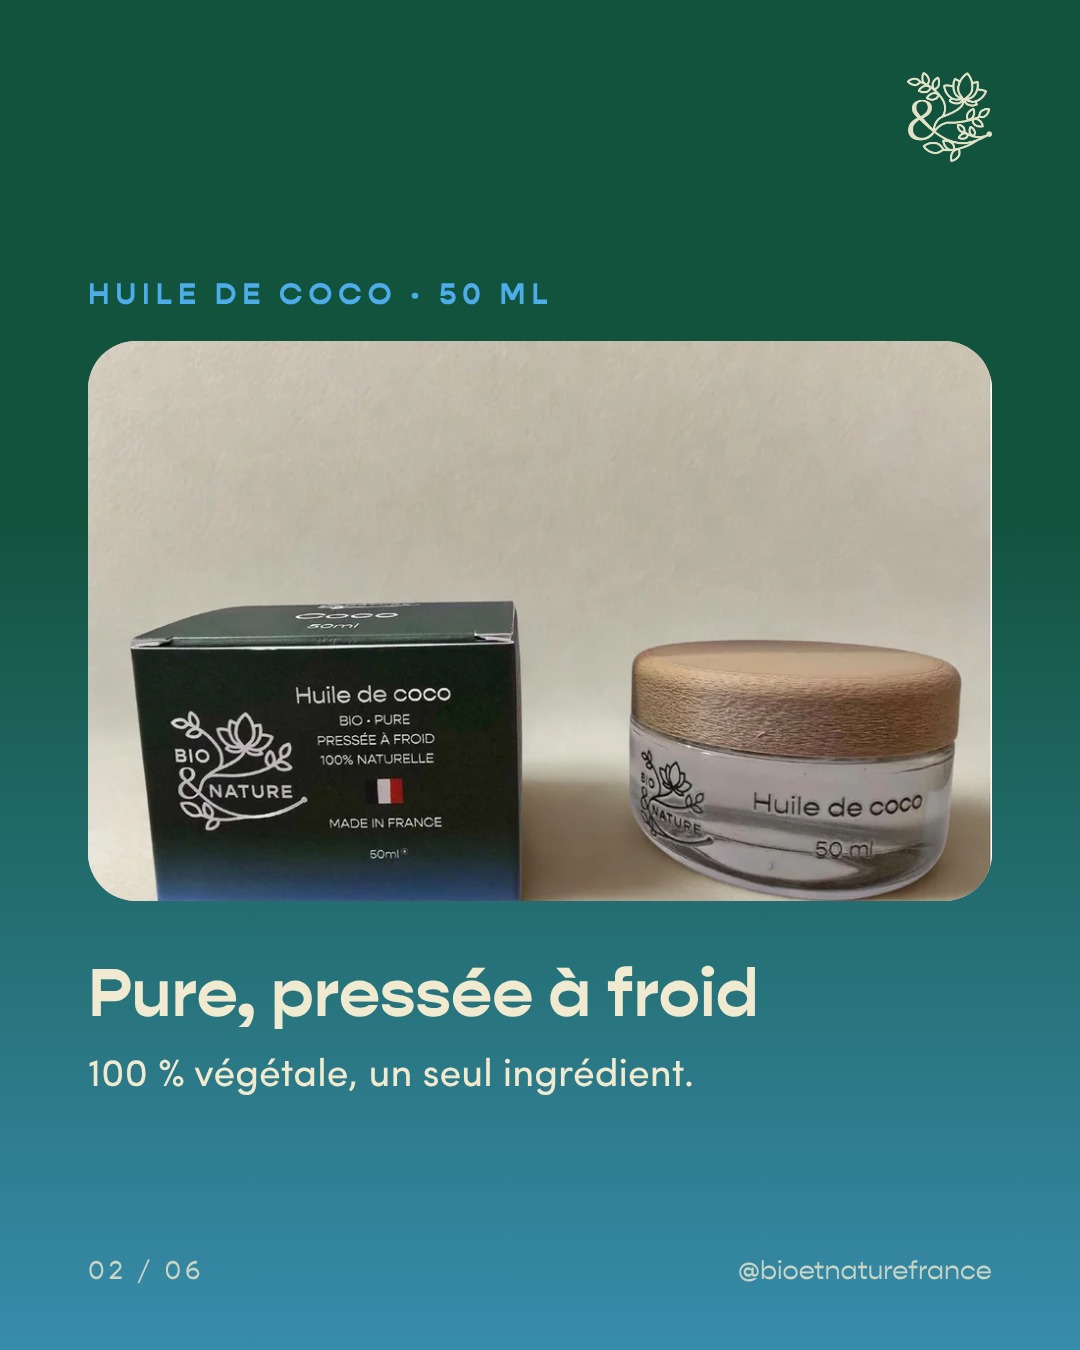 &
HUILE DE COCO · 50 ML
Coco
50ml
Huile de coco
BIO · PURE
PRESSÉE À FROID
100% NATURELLE
MADE IN FRANCE
50ml
BIO
& NATURE
BIO
& NATURE
Huile de coco
50 ml
Pure, pressée à froid
100 % végétale, un seul ingrédient.
02 / 06
@bioetnaturefrance